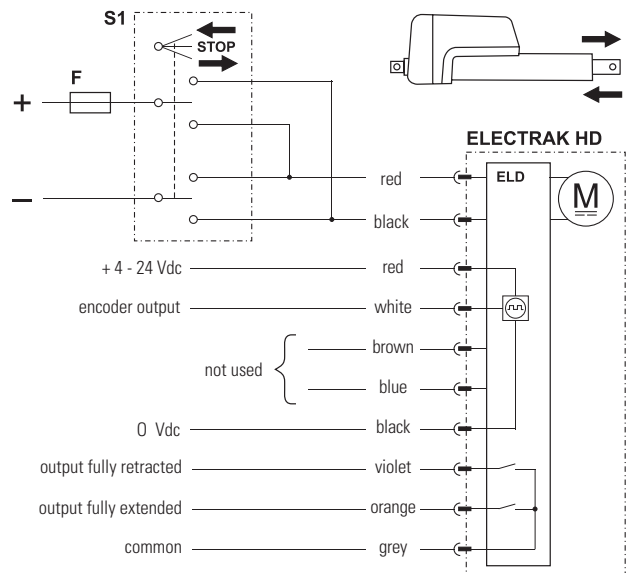 S1
STOP
F
+
–
ELECTRAK HD
ELD
M
red
black
+ 4 - 24 Vdc red
encoder output white
not used
brown
blue
0 Vdc black
output fully retracted violet
output fully extended orange
common grey